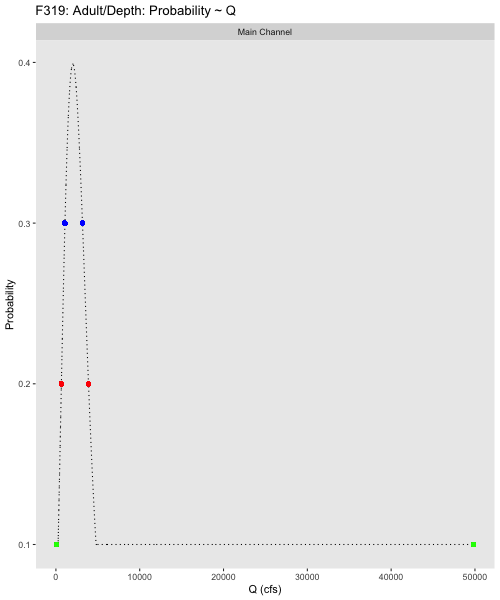 F319: Adult/Depth: Probability ~ Q
Main Channel
Probability
0.4
0.3
0.2
0.1
0
10000
20000
30000
40000
50000
Q (cfs)